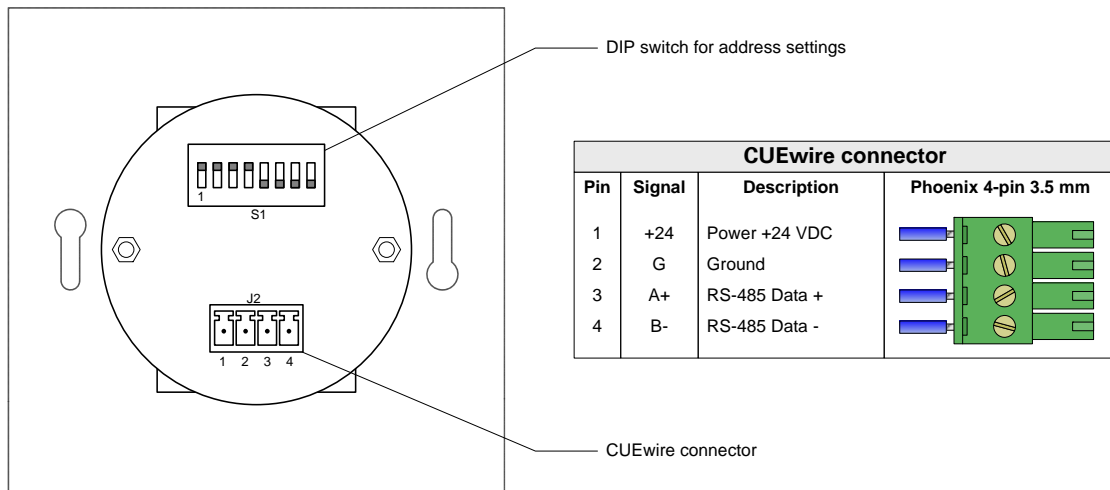 DIP switch for address settings
1
S1
J2
1 2 3 4
CUEwire connector
CUEwire connector
Pin Signal Description Phoenix 4-pin 3.5 mm
1 +24 Power +24 VDC
2 G Ground
3 A+ RS-485 Data +
4 B- RS-485 Data -